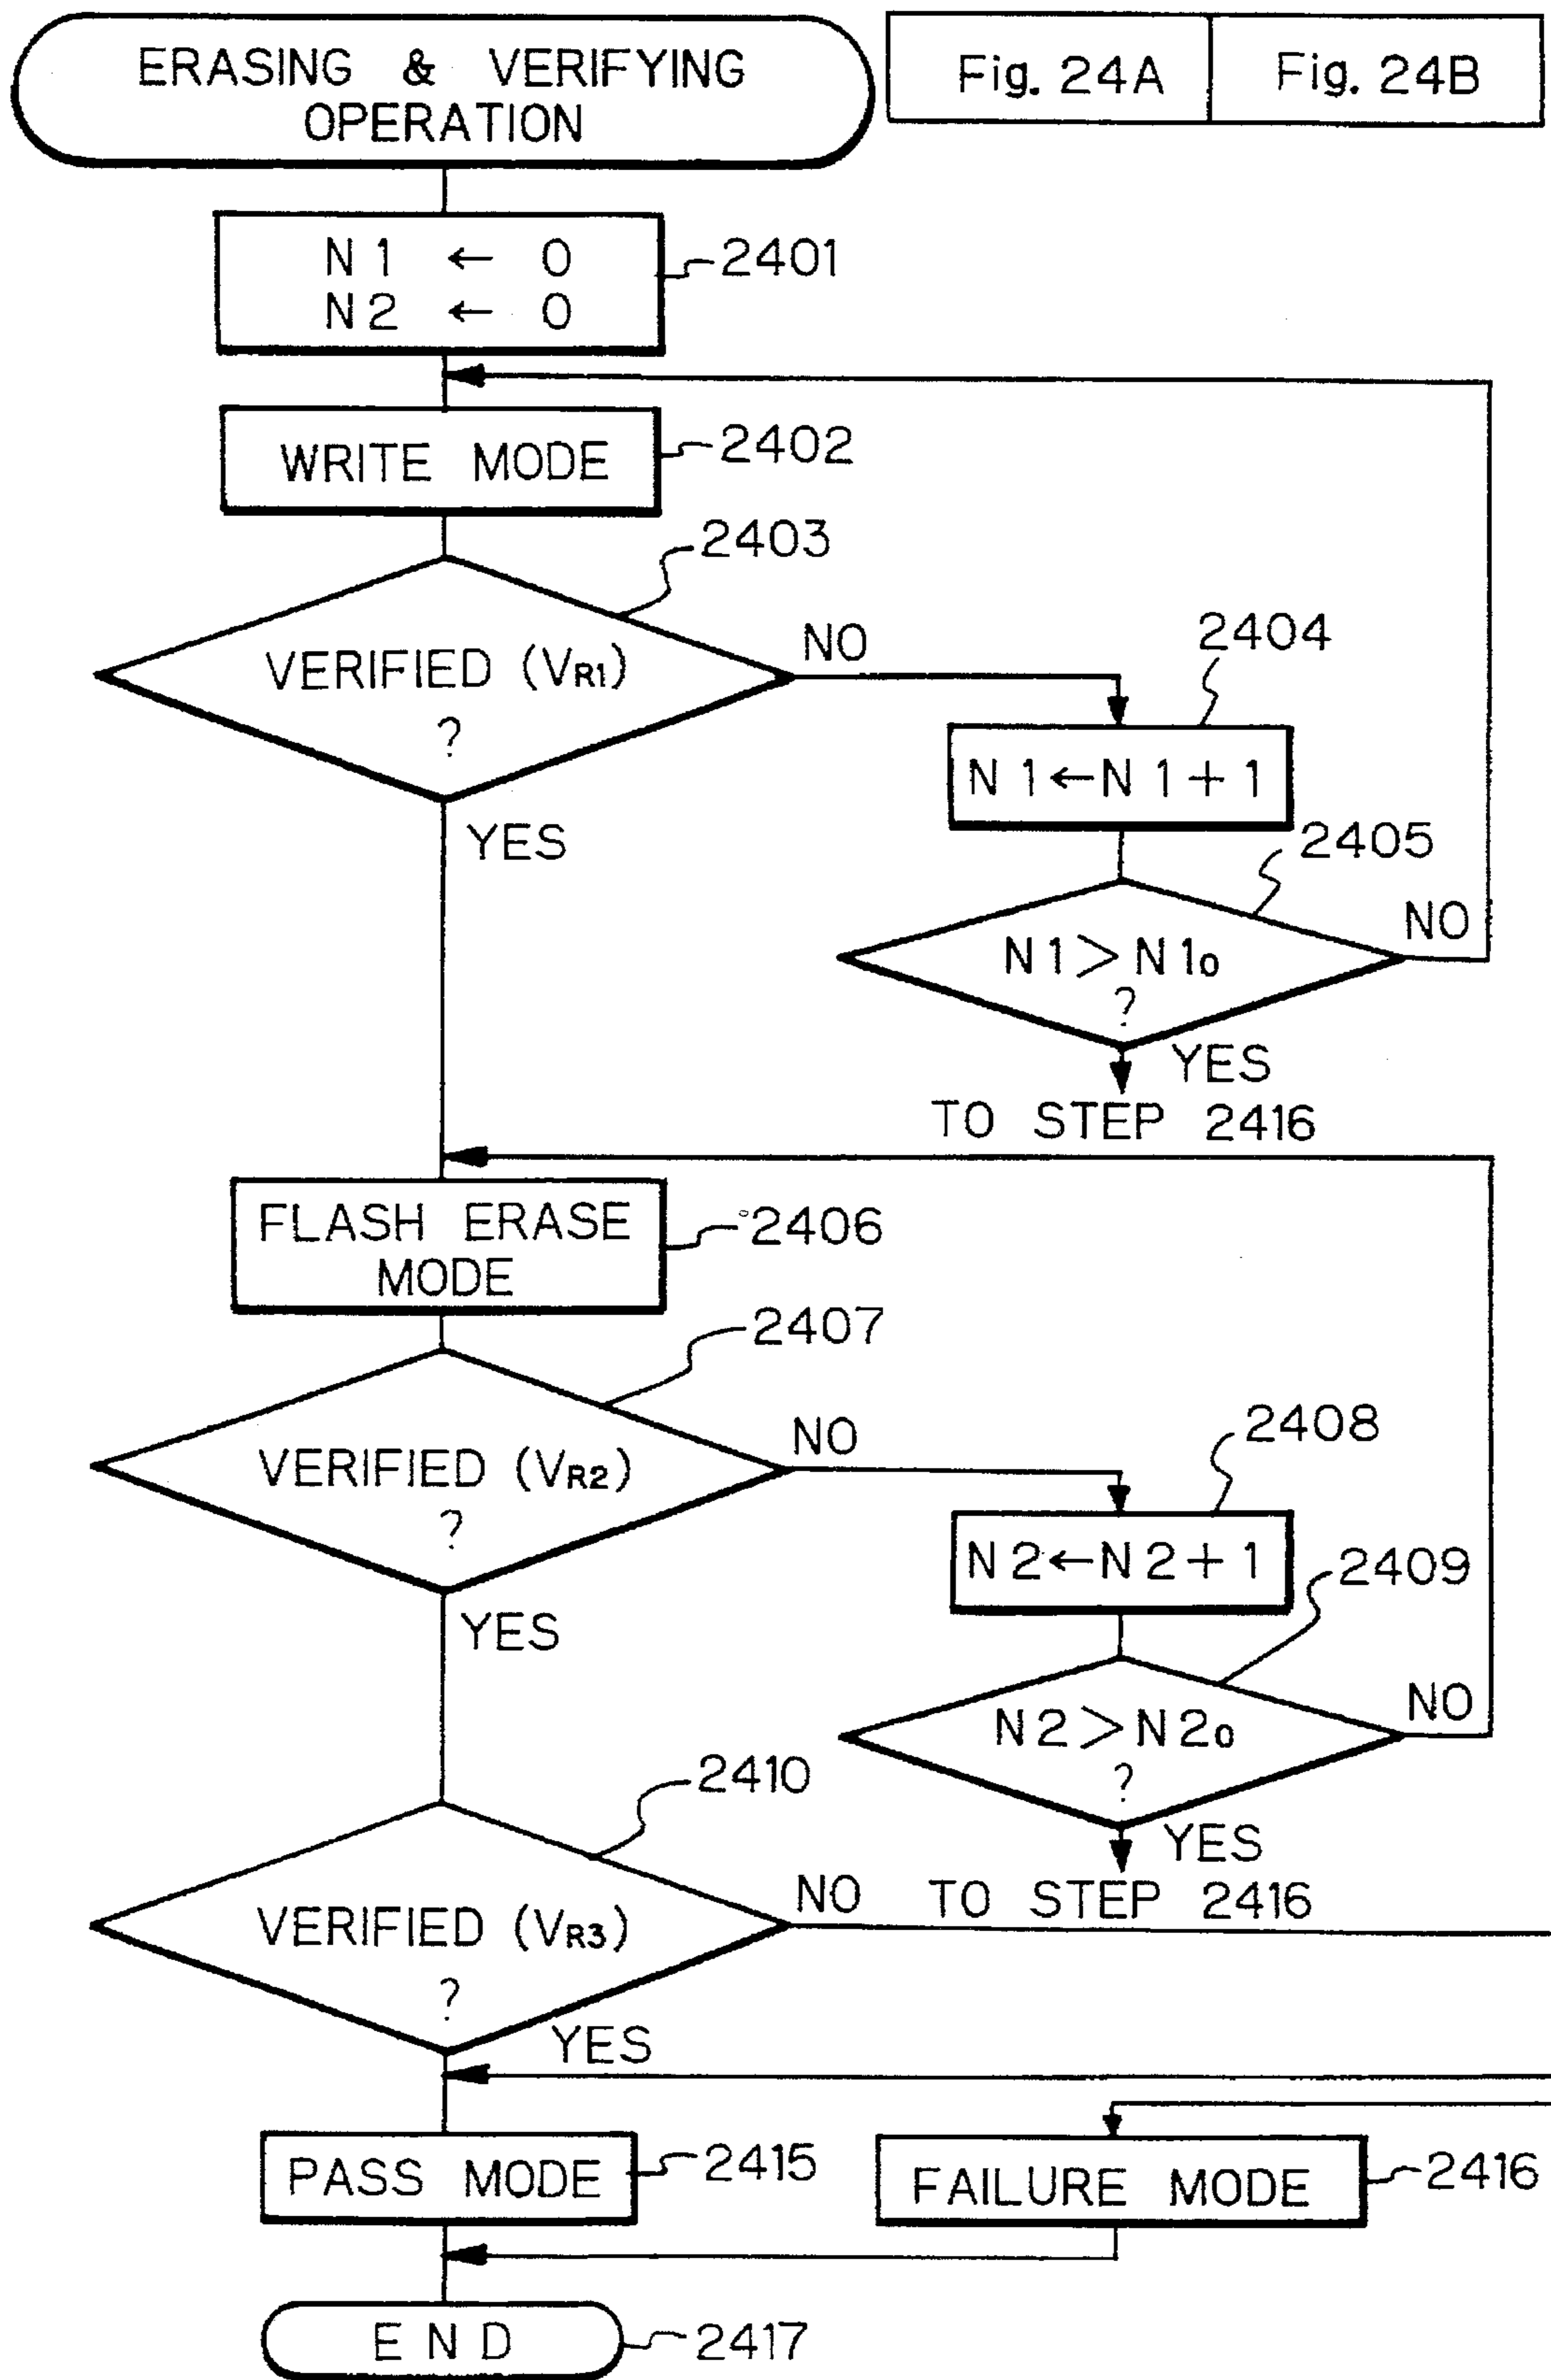 ERASING & VERIFYING
OPERATION
Fig. 24A
Fig. 24B
N1 ← 0
N2 ← 0
2401
WRITE MODE
2402
2403
VERIFIED (VR1)
?
NO
YES
2404
N1←N1+1
2405
N1>N10
?
NO
YES
TO STEP 2416
FLASH ERASE
MODE
2406
2407
VERIFIED (VR2)
?
NO
YES
2408
N2←N2+1
2409
N2>N20
?
NO
YES
TO STEP 2416
2410
VERIFIED (VR3)
?
NO
YES
PASS MODE
2415
FAILURE MODE
2416
END
2417